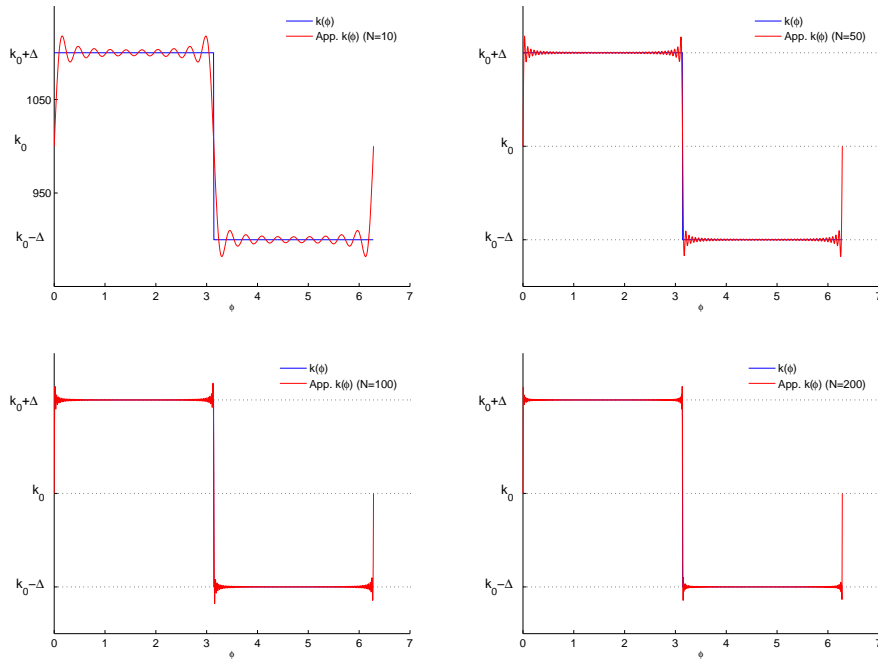 k(φ)
App. k(φ) (N=10)
k₀+Δ
1050
k₀
950
k₀−Δ
0 1 2 3 4 5 6 7
φ
k(φ)
App. k(φ) (N=50)
k₀+Δ
k₀
k₀−Δ
0 1 2 3 4 5 6 7
φ
k(φ)
App. k(φ) (N=100)
k₀+Δ
k₀
k₀−Δ
0 1 2 3 4 5 6 7
φ
k(φ)
App. k(φ) (N=200)
k₀+Δ
k₀
k₀−Δ
0 1 2 3 4 5 6 7
φ